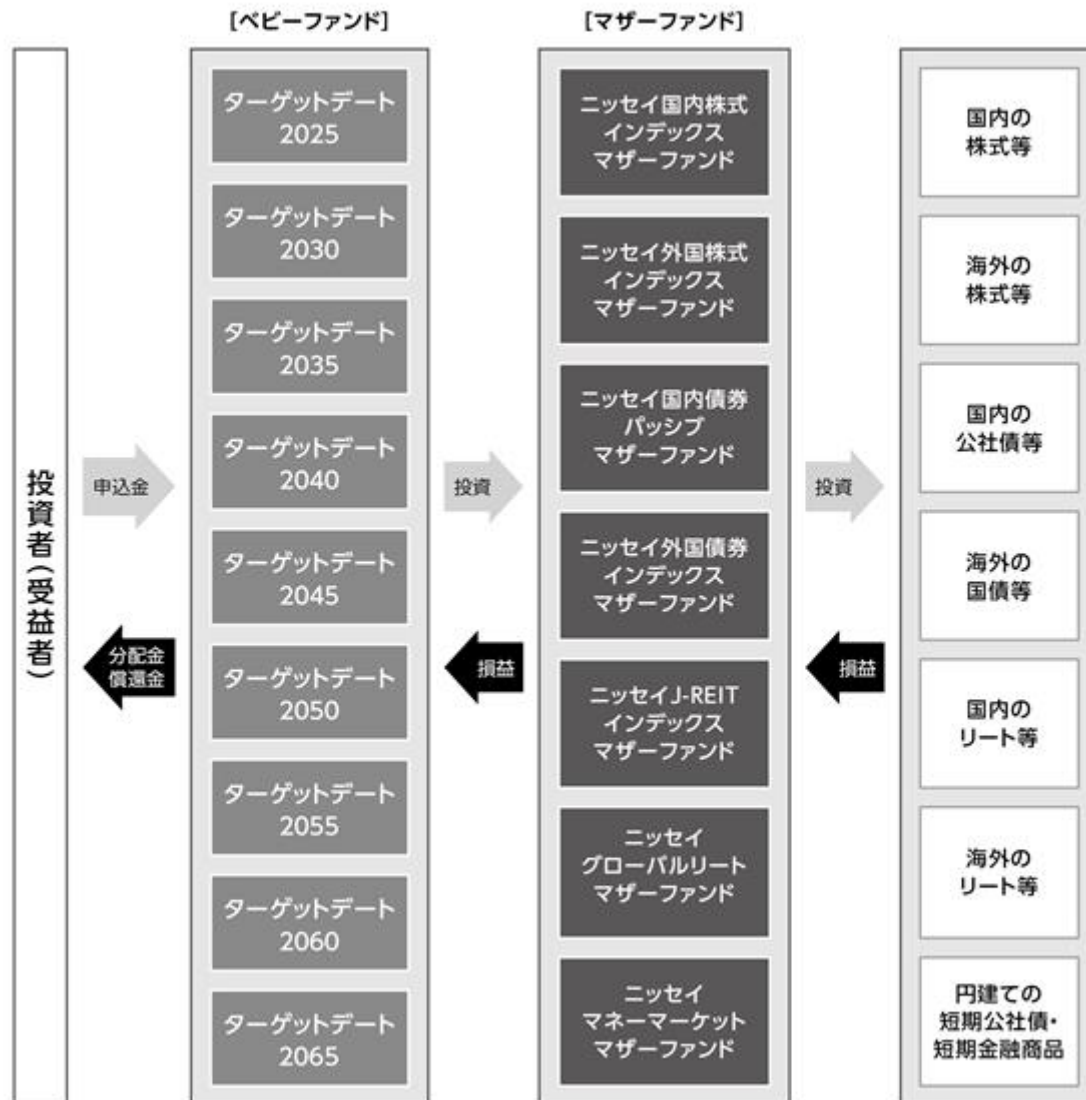 [ベビーファンド]
[マザーファンド]
投資者(受益者)
申込金
分配金
償還金
ターゲットデート
2025
ターゲットデート
2030
ターゲットデート
2035
ターゲットデート
2040
ターゲットデート
2045
ターゲットデート
2050
ターゲットデート
2055
ターゲットデート
2060
ターゲットデート
2065
投資
損益
ニッセイ国内株式
インデックス
マザーファンド
ニッセイ外国株式
インデックス
マザーファンド
ニッセイ国内債券
パッシブ
マザーファンド
ニッセイ外国債券
インデックス
マザーファンド
ニッセイJ-REIT
インデックス
マザーファンド
ニッセイ
グローバルリート
マザーファンド
ニッセイ
マネーマーケット
マザーファンド
投資
損益
国内の
株式等
海外の
株式等
国内の
公社債等
海外の
国債等
国内の
リート等
海外の
リート等
円建ての
短期公社債・
短期金融商品